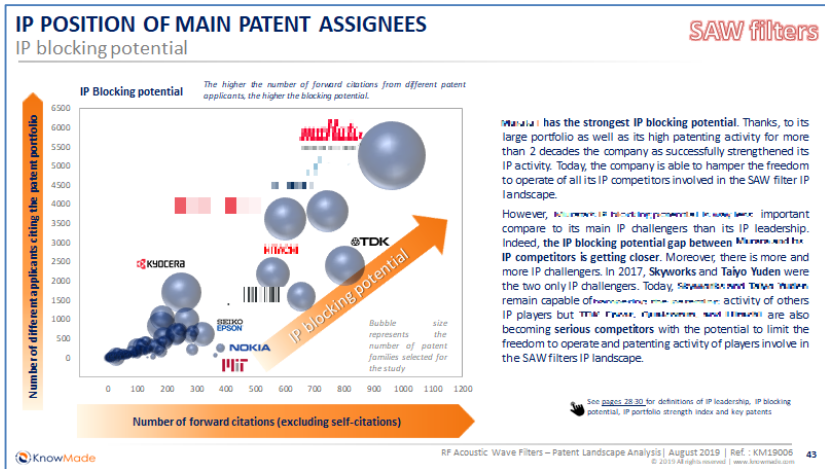 IP POSITION OF MAIN PATENT ASSIGNEES
IP blocking potential
SAW filters
IP Blocking potential
The higher the number of forward citations from different patent
applicants, the higher the blocking potential.
Number of different applicants citing the patent portfolio
6500
6000
5500
5000
4500
4000
3500
3000
2500
2000
1500
1000
500
0
KYOCERA
TDK
SEIKO
EPSON
NOKIA
IP blocking potential
Bubble size
represents the
number of patent
families selected for
the study
0 100 200 300 400 500 600 700 800 900 1000 1100 1200
Number of forward citations (excluding self-citations)
has the strongest IP blocking potential. Thanks, to its
large portfolio as well as its high patenting activity for more
than 2 decades the company as successfully strengthened its
IP activity. Today, the company is able to hamper the freedom
to operate of all its IP competitors involved in the SAW filter IP
landscape.
However, important
compare to its main IP challengers than its IP leadership.
Indeed, the IP blocking potential gap between
IP competitors is getting closer. Moreover, there is more and
more IP challengers. In 2017, Skyworks and Taiyo Yuden were
the two only IP challengers. Today,
remain capable of activity of others
IP players but are also
becoming serious competitors with the potential to limit the
freedom to operate and patenting activity of players involve in
the SAW filters IP landscape.
See pages 28-30 for definitions of IP leadership, IP blocking
potential, IP portfolio strength index and key patents
KnowMade
RF Acoustic Wave Filters – Patent Landscape Analysis| August 2019 | Ref. : KM19006 43
© 2019 All rights reserved | www.knowmade.com